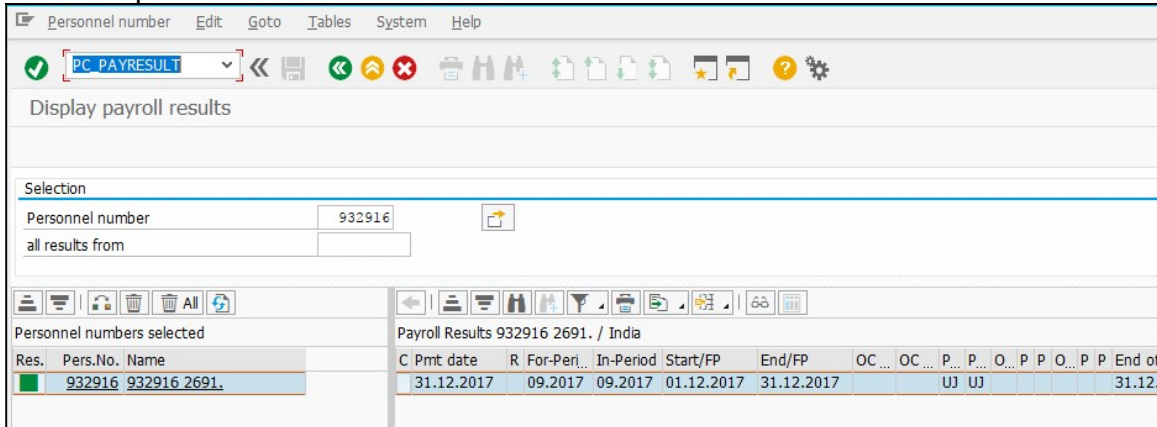 Personnel number Edit Goto Tables System Help
PC_PAYRESULT
Display payroll results
Selection
Personnel number 932916
all results from
All
Personnel numbers selected
Res. Pers.No. Name
932916 932916 2691.
Payroll Results 932916 2691. / India
C Pmt date R For-Peri... In-Period Start/FP End/FP OC ... OC ... P... P... O... P P O... P P End of
31.12.2017 09.2017 09.2017 01.12.2017 31.12.2017 UJ UJ 31.12.